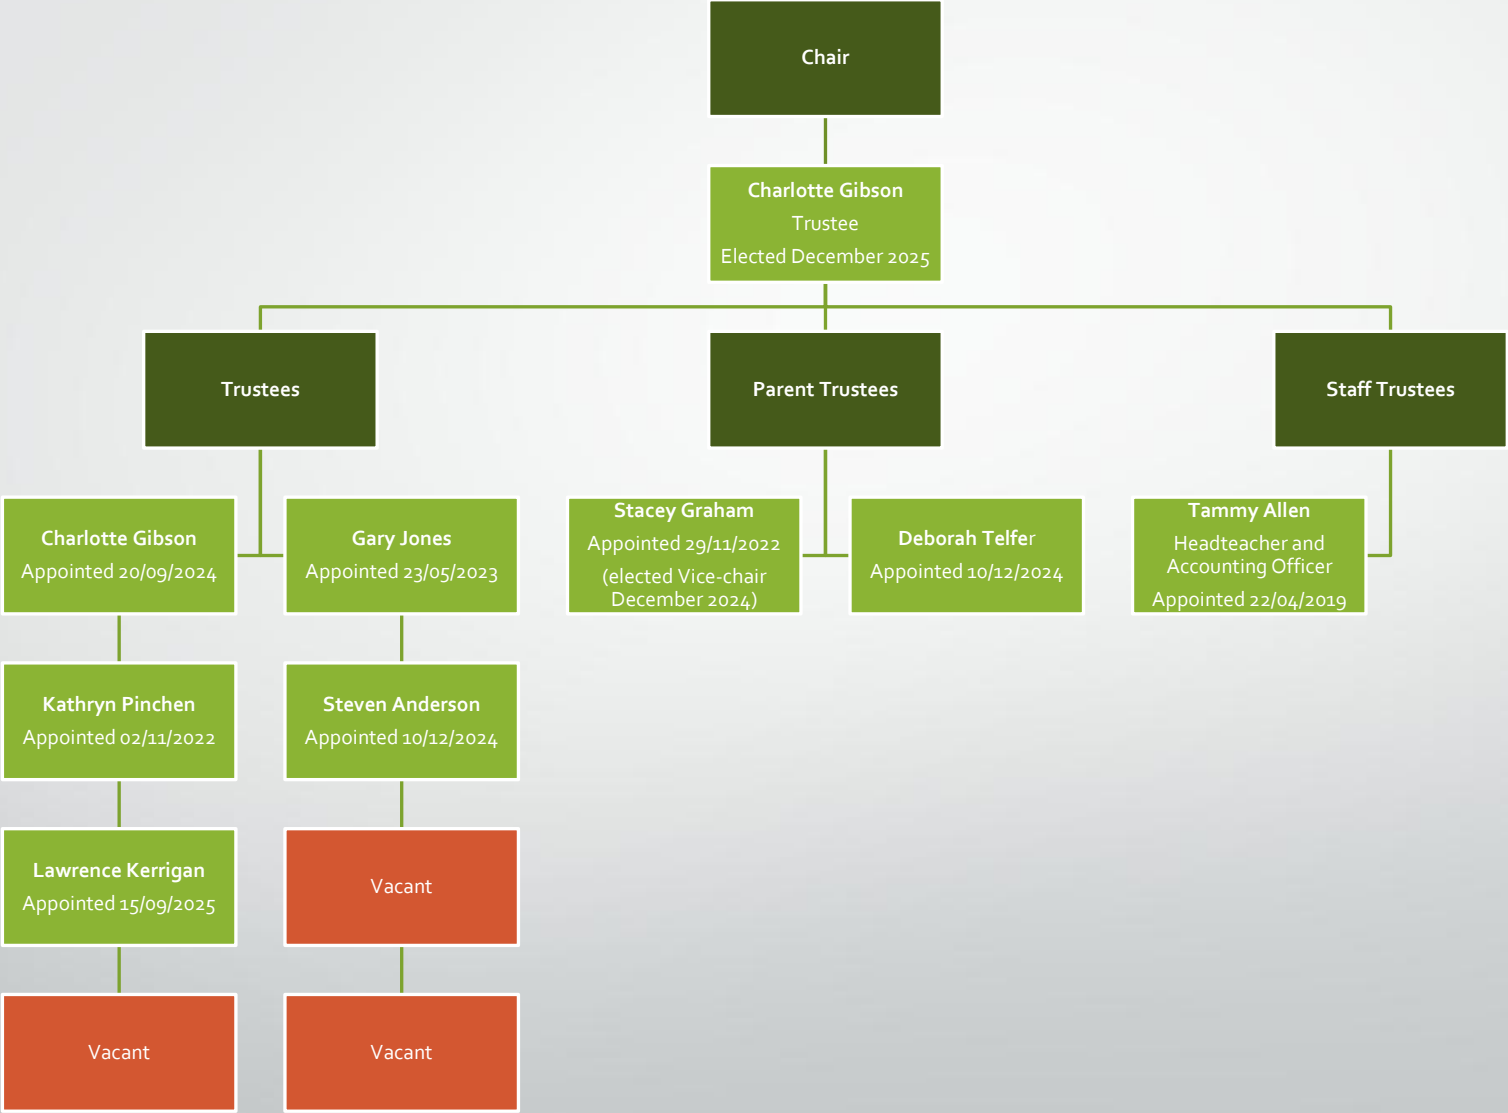 Chair
Charlotte Gibson
Trustee
Elected December 2025
Trustees
Parent Trustees
Staff Trustees
Charlotte Gibson
Appointed 20/09/2024
Gary Jones
Appointed 23/05/2023
Stacey Graham
Appointed 29/11/2022
(elected Vice-chair
December 2024)
Deborah Telfer
Appointed 10/12/2024
Tammy Allen
Headteacher and
Accounting Officer
Appointed 22/04/2019
Kathryn Pinchen
Appointed 02/11/2022
Steven Anderson
Appointed 10/12/2024
Lawrence Kerrigan
Appointed 15/09/2025
Vacant
Vacant
Vacant